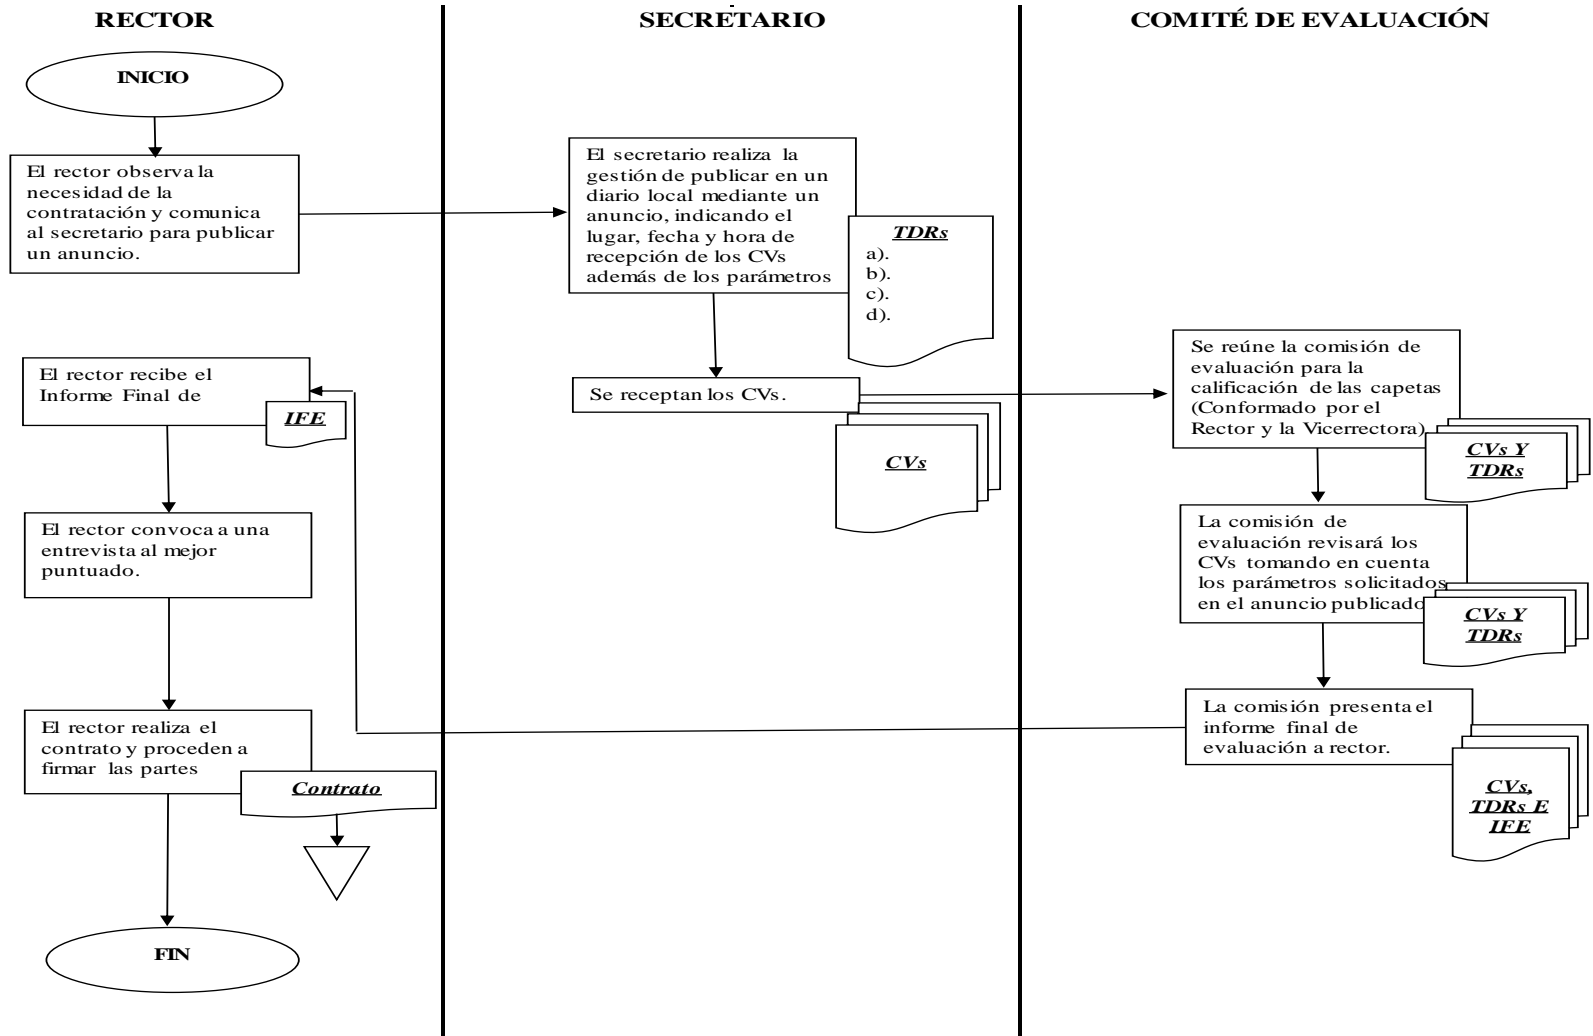 RECTOR
SECRETARIO
COMITÉ DE EVALUACIÓN
INICIO
El rector observa la
necesidad de la
contratación y comunica
al secretario para publicar
un anuncio.
El secretario realiza la
gestión de publicar en un
diario local mediante un
anuncio, indicando el
lugar, fecha y hora de
recepción de los CVs
además de los parámetros
TDRs
a).
b).
c).
d).
Se receptan los CVs.
CVs
Se reúne la comisión de
evaluación para la
calificación de las capetas
(Conformado por el
Rector y la Vicerrectora)
CVs Y
TDRs
La comisión de
evaluación revisará los
CVs tomando en cuenta
los parámetros solicitados
en el anuncio publicado
CVs Y
TDRs
La comisión presenta el
informe final de
evaluación a rector.
CVs,
TDRs E
IFE
El rector recibe el
Informe Final de
IFE
El rector convoca a una
entrevista al mejor
puntuado.
El rector realiza el
contrato y proceden a
firmar las partes
Contrato
FIN